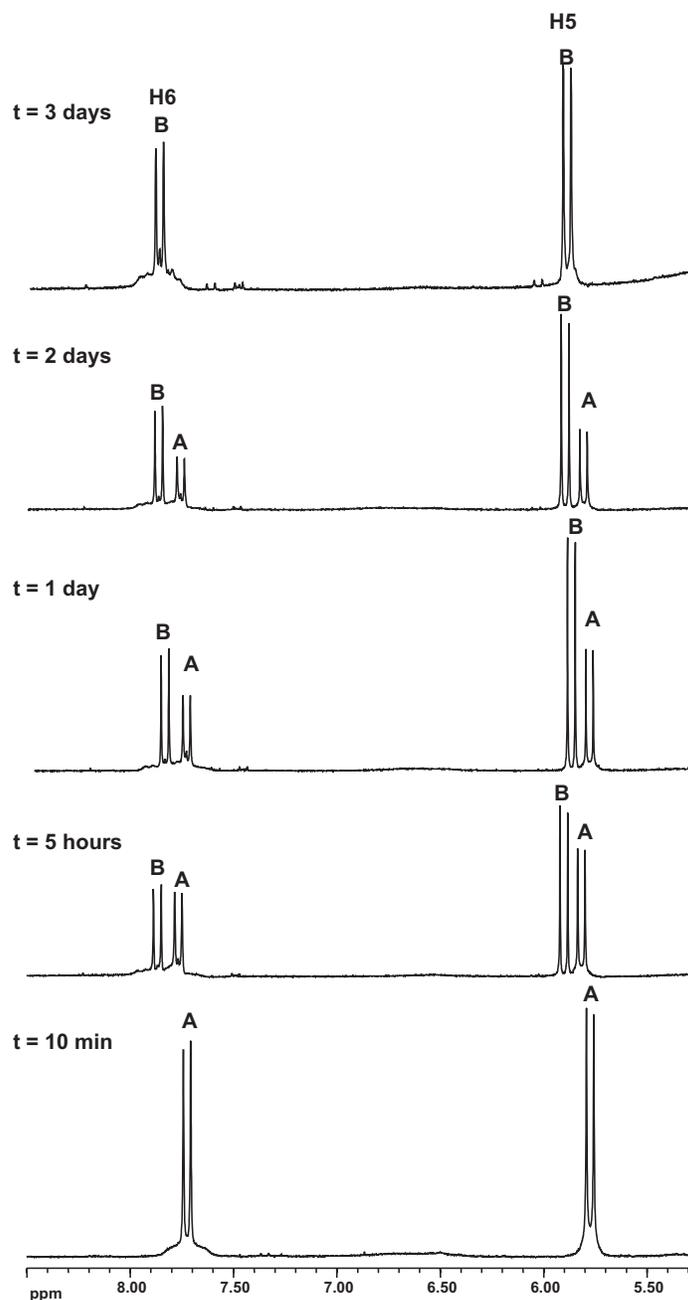 H5
B
H6
t = 3 days
B
B
t = 2 days
B
A
A
t = 1 day
B
B
A
A
B
t = 5 hours
A
B
A
A
A
t = 10 min
8.00 7.50 7.00 6.50 6.00 5.50
ppm